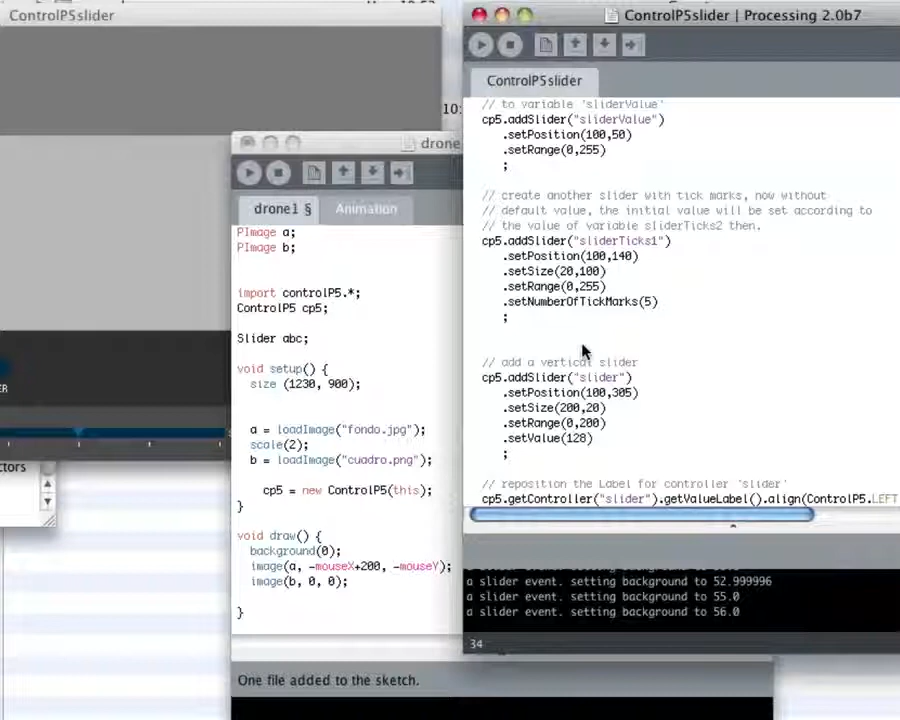 ControlP5slider
ControlP5slider | Processing 2.0b7
ControlP5slider
// to variable 'sliderValue'
cp5.addSlider("sliderValue")
.setPosition(100,50)
.setRange(0,255)
;
// create another slider with tick marks, now without
// default value, the initial value will be set according to
// the value of variable sliderTicks2 then.
cp5.addSlider("sliderTicks1")
.setPosition(100,140)
.setSize(20,100)
.setRange(0,255)
.setNumberOfTickMarks(5)
;
// add a vertical slider
cp5.addSlider("slider")
.setPosition(100,305)
.setSize(200,20)
.setRange(0,200)
.setValue(128)
;
// reposition the Label for controller 'slider'
cp5.getController("slider").getValueLabel().align(ControlP5.LEFT
a slider event. setting background to 52.999996
a slider event. setting background to 55.0
a slider event. setting background to 56.0
34
10:
drone
drone1 §
Animation
PImage a;
PImage b;
import controlP5.*;
ControlP5 cp5;
Slider abc;
void setup() {
size (1230, 900);
a = loadImage("fondo.jpg");
scale(2);
b = loadImage("cuadro.png");
cp5 = new ControlP5(this);
}
void draw() {
background(0);
image(a, -mouseX+200, -mouseY);
image(b, 0, 0);
}
One file added to the sketch.
ER
ctors